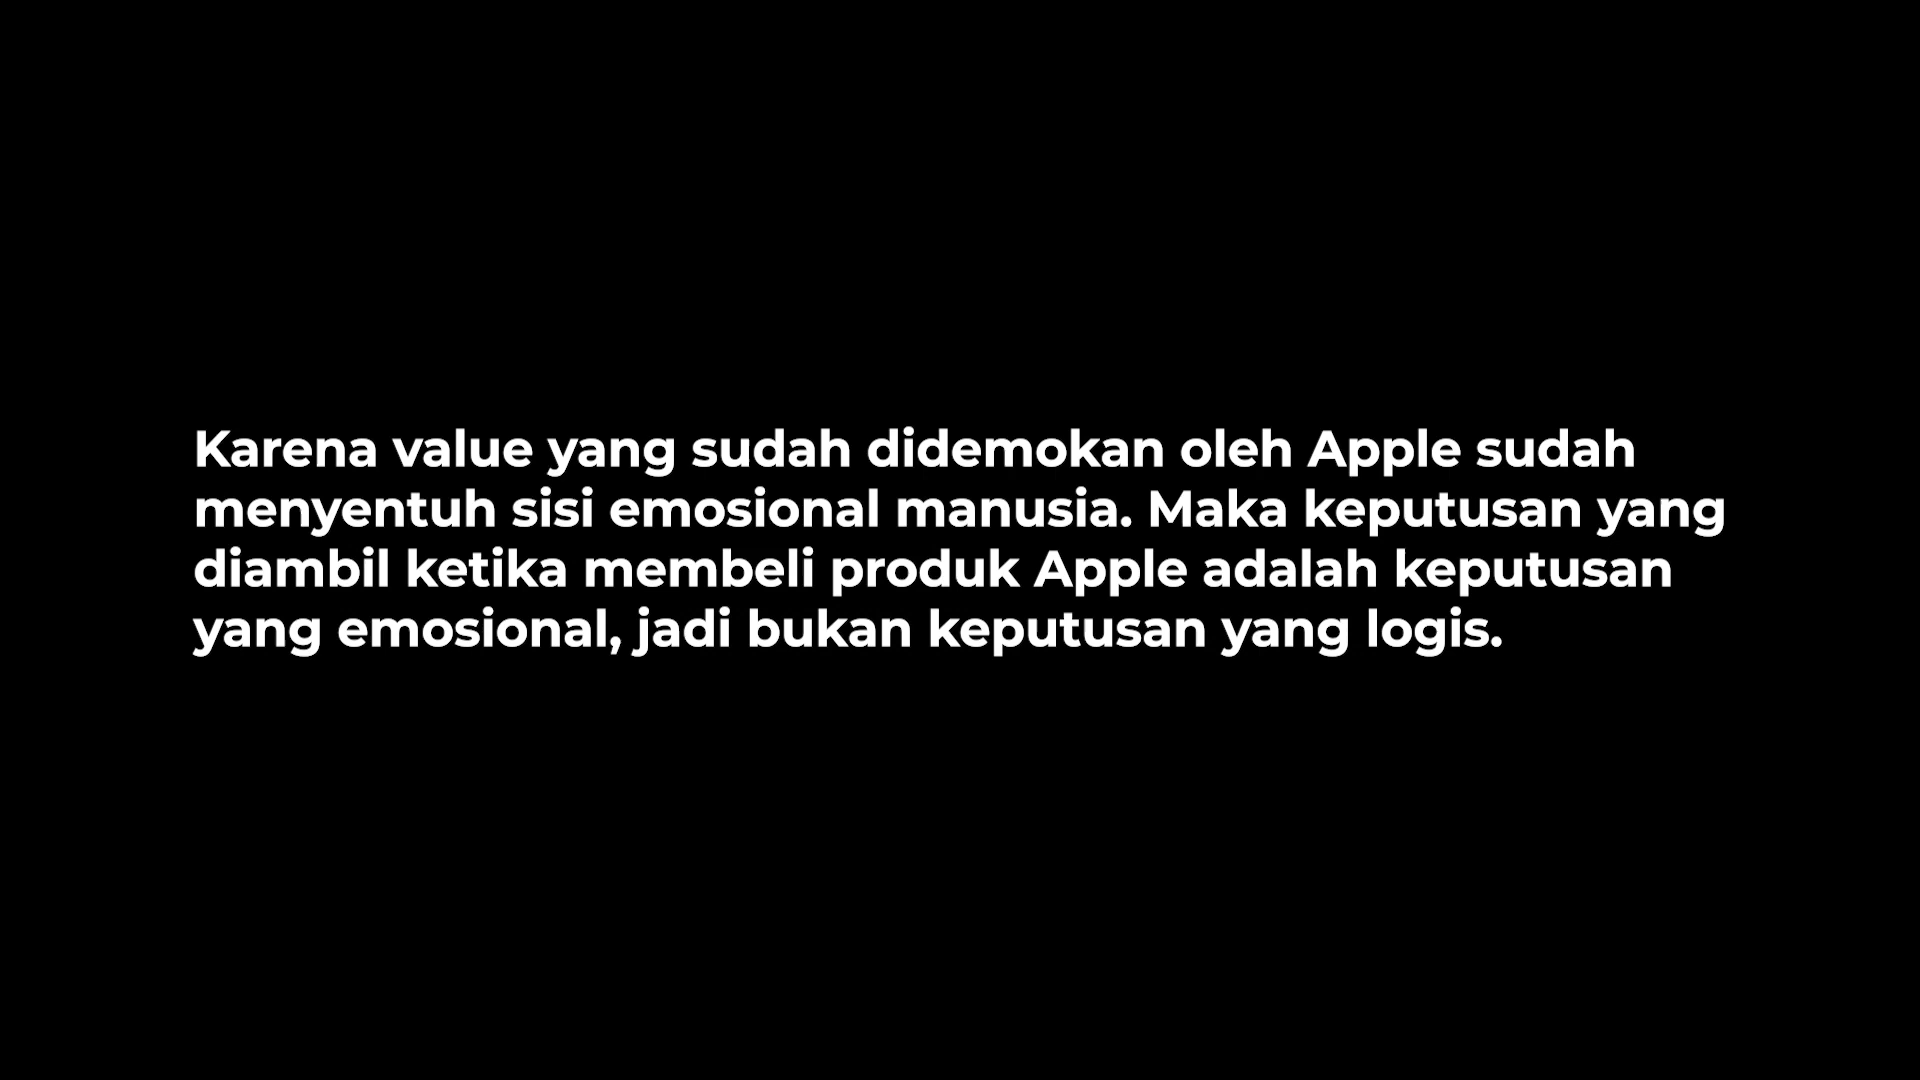 Karena value yang sudah didemokan oleh Apple sudah
menyentuh sisi emosional manusia. Maka keputusan yang
diambil ketika membeli produk Apple adalah keputusan
yang emosional, jadi bukan keputusan yang logis.